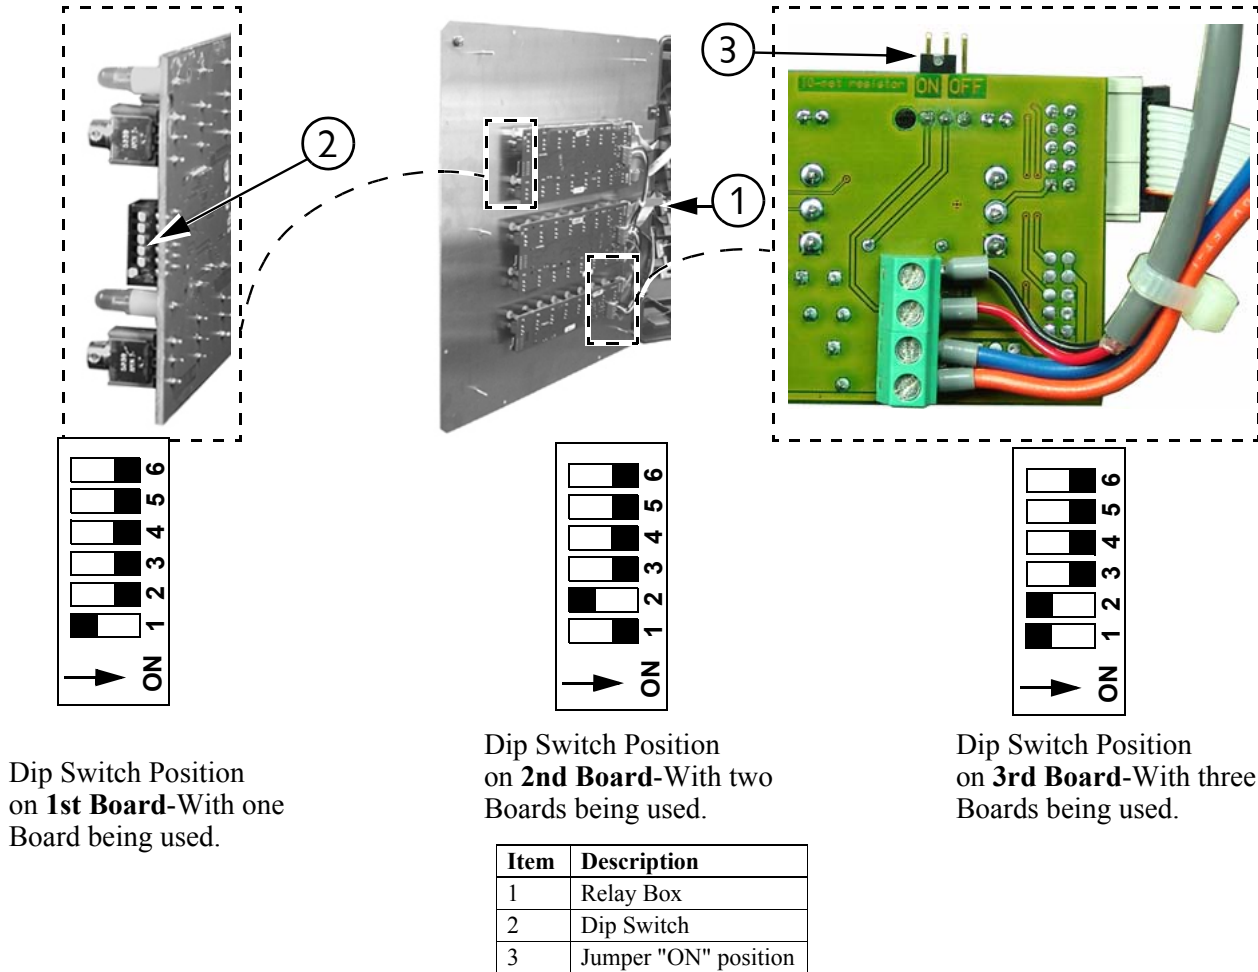 2
1
3
10-net resistor ON OFF
6
5
4
3
2
1
ON
6
5
4
3
2
1
ON
6
5
4
3
2
1
ON
Dip Switch Position
on 1st Board-With one
Board being used.
Dip Switch Position
on 2nd Board-With two
Boards being used.
Dip Switch Position
on 3rd Board-With three
Boards being used.
Item Description
1 Relay Box
2 Dip Switch
3 Jumper "ON" position